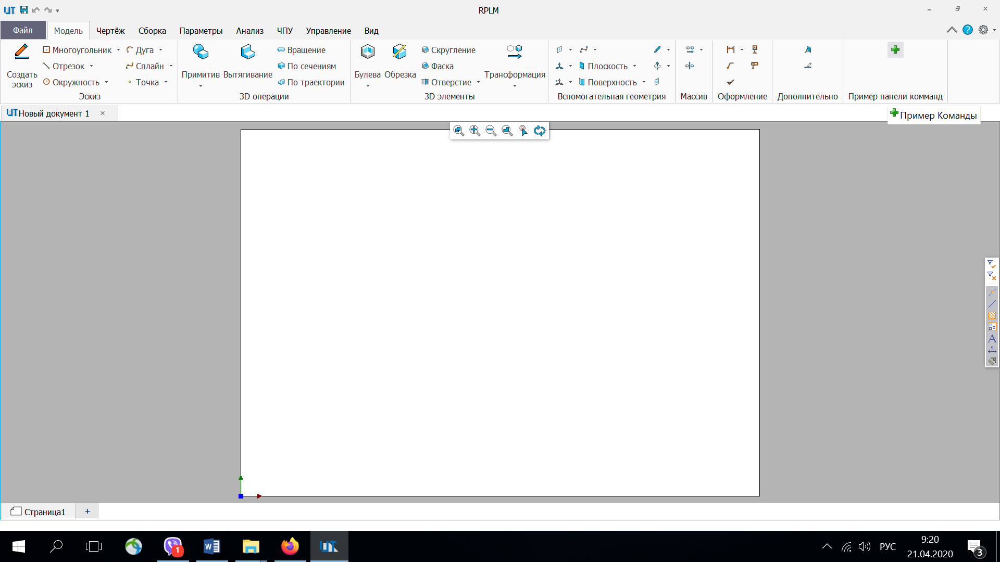 RPLM
Файл Модель Чертёж Сборка Параметры Анализ ЧПУ Управление Вид
Многоугольник Дуга Вращение Скругление
Создать эскиз Отрезок Сплайн Примитив Вытягивание По сечениям Булева Обрезка Фаска Трансформация Плоскость
Окружность Точка По траектории Отверстие Поверхность
Эскиз 3D операции 3D элементы Вспомогательная геометрия Массив Оформление Дополнительно Пример панели команд
ЦТ Новый документ 1 ×
Пример Команды
A
5
Страница1 +
1
W
РУС
9:20
21.04.2020
3